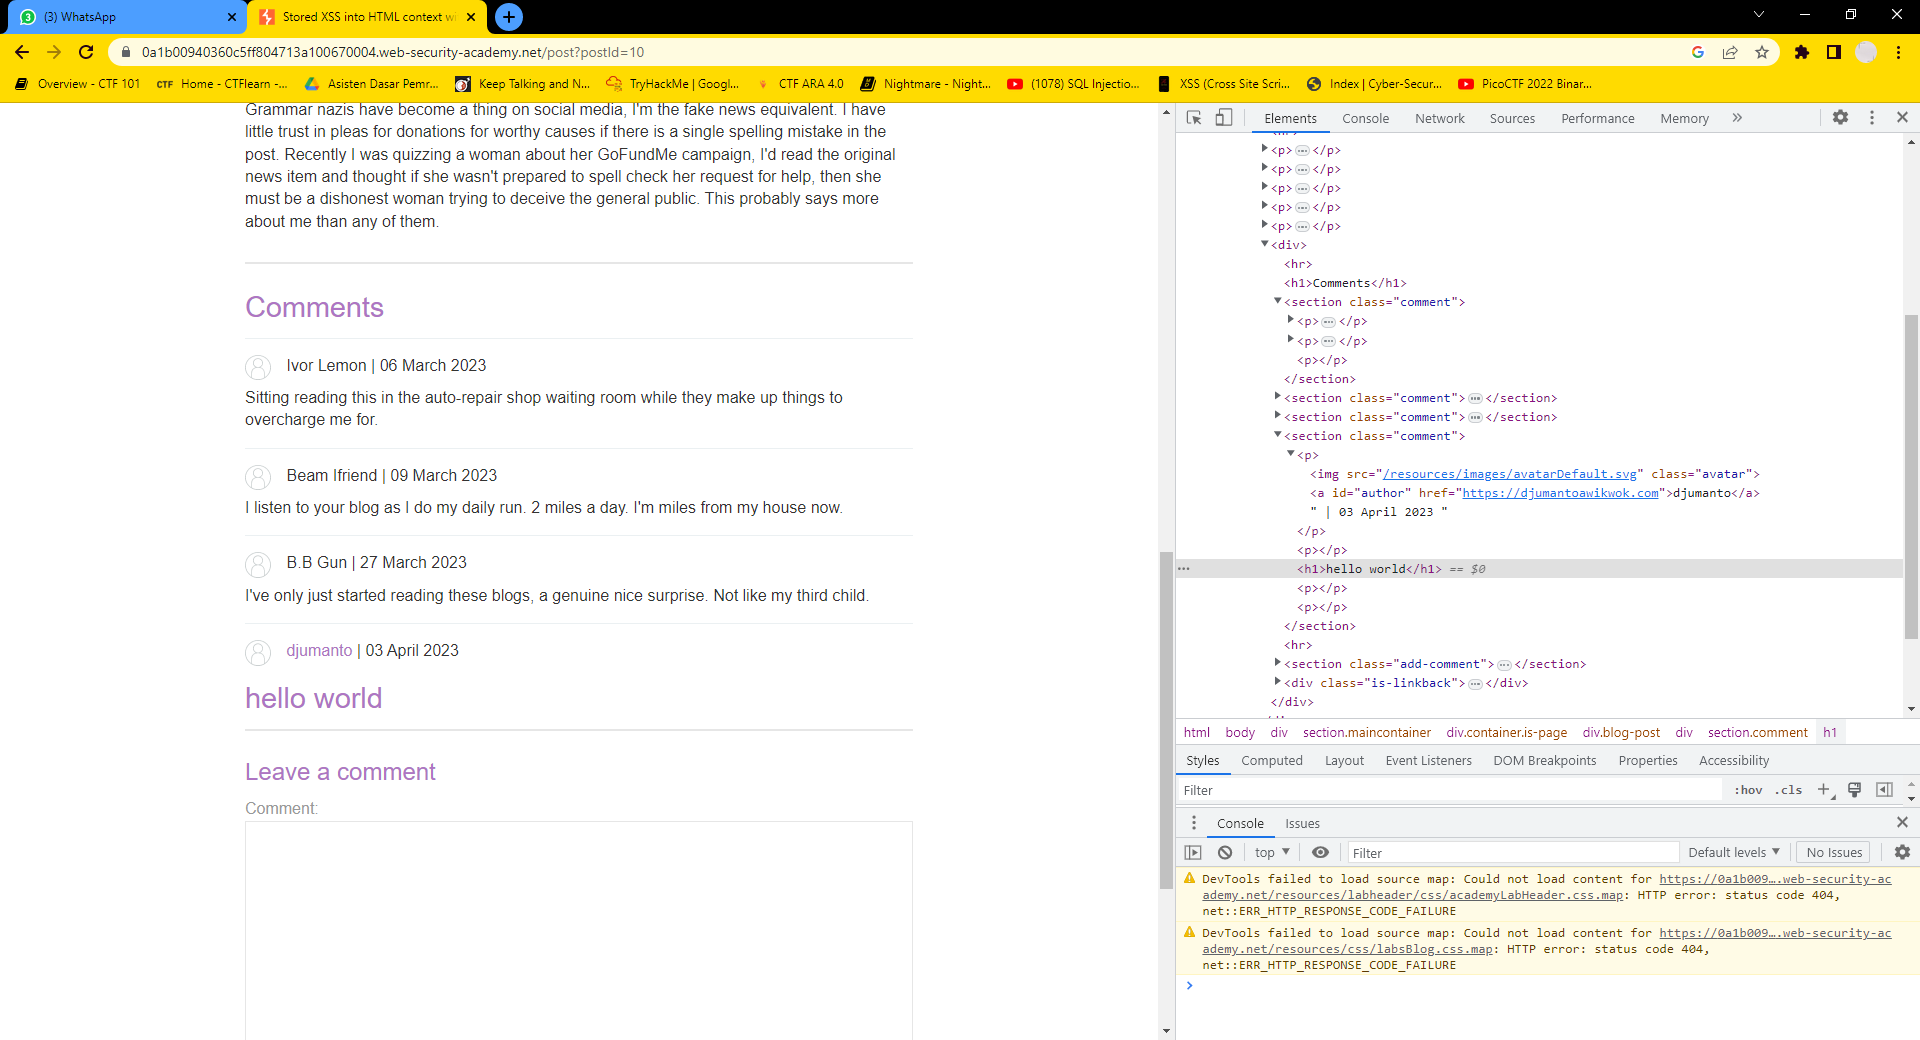 (3) WhatsApp
Stored XSS into HTML context wi
0a1b00940360c5ff804713a100670004.web-security-academy.net/post?postId=10
Overview - CTF 101
CTF Home - CTFlearn -...
Asisten Dasar Pemr...
Keep Talking and N...
TryHackMe | Googl...
CTF ARA 4.0
Nightmare - Night...
(1078) SQL Injectio...
XSS (Cross Site Scri...
Index | Cyber-Secur...
PicoCTF 2022 Binar...
Grammar nazis have become a thing on social media, I'm the fake news equivalent. I have
little trust in pleas for donations for worthy causes if there is a single spelling mistake in the
post. Recently I was quizzing a woman about her GoFundMe campaign, I'd read the original
news item and thought if she wasn't prepared to spell check her request for help, then she
must be a dishonest woman trying to deceive the general public. This probably says more
about me than any of them.
Comments
Ivor Lemon | 06 March 2023
Sitting reading this in the auto-repair shop waiting room while they make up things to
overcharge me for.
Beam Ifriend | 09 March 2023
I listen to your blog as I do my daily run. 2 miles a day. I'm miles from my house now.
B.B Gun | 27 March 2023
I've only just started reading these blogs, a genuine nice surprise. Not like my third child.
djumanto | 03 April 2023
hello world
Leave a comment
Comment:
Elements
Console
Network
Sources
Performance
Memory
<p> ••• </p>
<p> ••• </p>
<p> ••• </p>
<p> ••• </p>
<p> ••• </p>
<div>
<hr>
<h1>Comments</h1>
<section class="comment">
<p> ••• </p>
<p> ••• </p>
<p></p>
</section>
<section class="comment"> ••• </section>
<section class="comment"> ••• </section>
<section class="comment">
<p>
<img src="/resources/images/avatarDefault.svg" class="avatar">
<a id="author" href="https://djumantoawikwok.com">djumanto</a>
" | 03 April 2023 "
</p>
<p></p>
<h1>hello world</h1> == $0
<p></p>
<p></p>
</section>
<hr>
<section class="add-comment"> ••• </section>
<div class="is-linkback"> ••• </div>
</div>
html body div section.maincontainer div.container.is-page div.blog-post div section.comment h1
Styles
Computed
Layout
Event Listeners
DOM Breakpoints
Properties
Accessibility
Filter
:hov .cls
Console
Issues
top
Filter
Default levels
No Issues
DevTools failed to load source map: Could not load content for https://0a1b009….web-security-ac
ademy.net/resources/labheader/css/academyLabHeader.css.map: HTTP error: status code 404,
net::ERR_HTTP_RESPONSE_CODE_FAILURE
DevTools failed to load source map: Could not load content for https://0a1b009….web-security-ac
ademy.net/resources/css/labsBlog.css.map: HTTP error: status code 404,
net::ERR_HTTP_RESPONSE_CODE_FAILURE